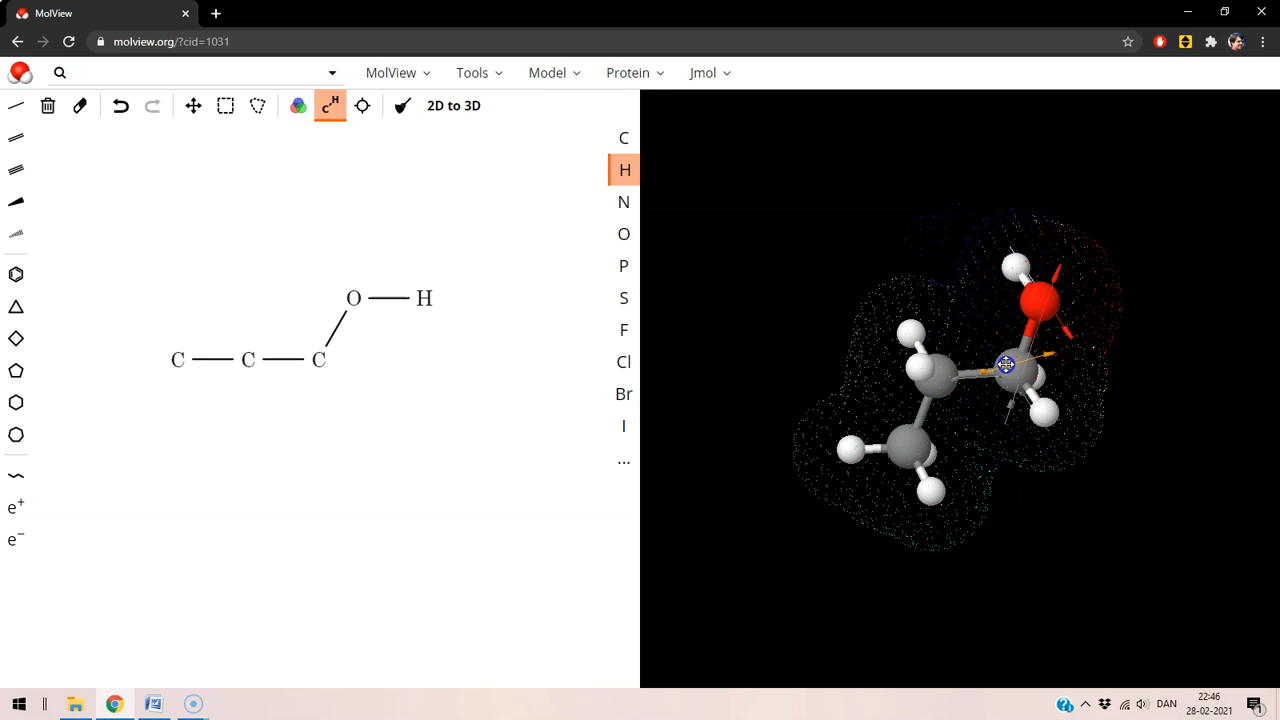 MolView
molview.org/?cid=1031
MolView Tools Model Protein Jmol
C H 2D to 3D
C
H
N
O
P
S
F
Cl
Br
I
...
O H
C C C
e+
e−
DAN
22:46
28-02-2021
1